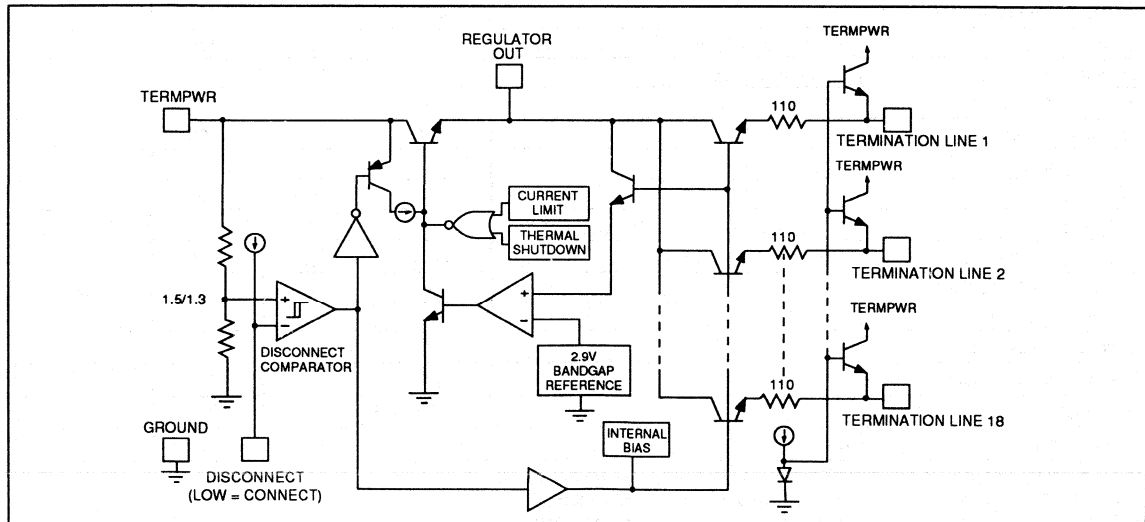 TERMPWR
REGULATOR
OUT
TERMPWR
110
TERMINATION LINE 1
TERMPWR
CURRENT
LIMIT
THERMAL
SHUTDOWN
110
TERMINATION LINE 2
1.5/1.3
+
−
DISCONNECT
COMPARATOR
+
−
2.9V
BANDGAP
REFERENCE
TERMPWR
110
TERMINATION LINE 18
GROUND
INTERNAL
BIAS
DISCONNECT
(LOW = CONNECT)